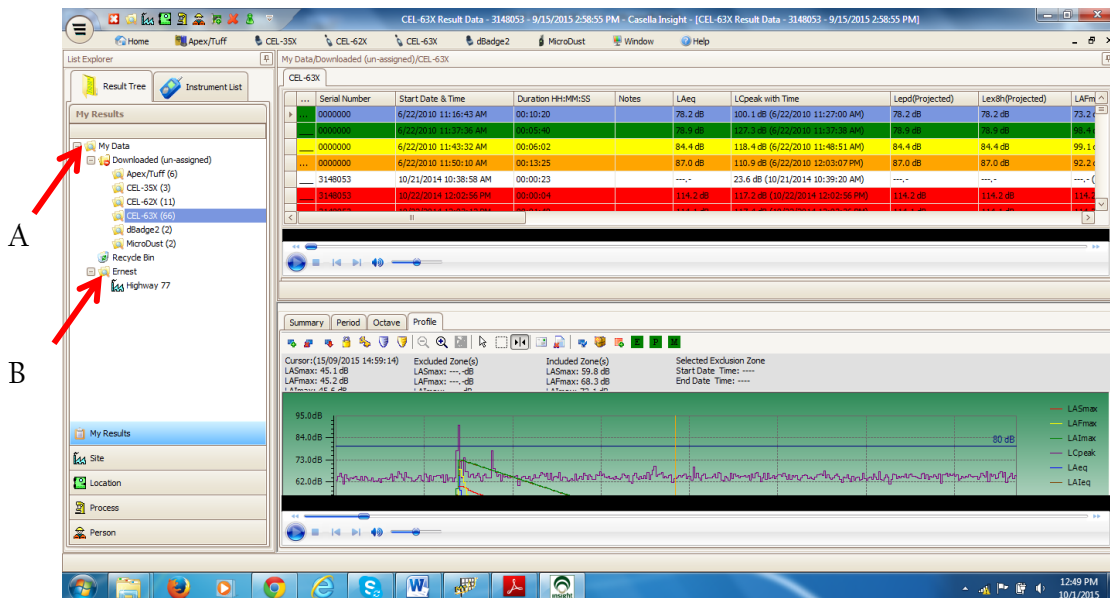 CEL-63X Result Data - 3148053 - 9/15/2015 2:58:55 PM - Casella Insight - [CEL-63X Result Data - 3148053 - 9/15/2015 2:58:55 PM]
Home Apex/Tuff CEL-35X CEL-62X CEL-63X dBadge2 MicroDust Window Help
List Explorer
My Data/Downloaded (un-assigned)/CEL-63X
Result Tree Instrument List
CEL-63X
My Results
... Serial Number Start Date & Time Duration HH:MM:SS Notes LAeq LCpeak with Time Lepd(Projected) Lex8h(Projected) LAFm
... 0000000 6/22/2010 11:16:43 AM 00:10:20 78.2 dB 100.1 dB (6/22/2010 11:27:00 AM) 78.2 dB 78.2 dB 73.2
0000000 6/22/2010 11:37:36 AM 00:05:40 78.9 dB 127.3 dB (6/22/2010 11:37:38 AM) 78.9 dB 78.9 dB 98.4
0000000 6/22/2010 11:43:32 AM 00:06:02 84.4 dB 118.4 dB (6/22/2010 11:48:51 AM) 84.4 dB 84.4 dB 99.1
... 0000000 6/22/2010 11:50:10 AM 00:13:25 87.0 dB 110.9 dB (6/22/2010 12:03:07 PM) 87.0 dB 87.0 dB 92.2
3148053 10/21/2014 10:38:58 AM 00:00:23 ---.- 23.6 dB (10/21/2014 10:39:20 AM) ---.- ---.- ---.- (
3148053 10/22/2014 12:02:56 PM 00:00:04 114.2 dB 117.2 dB (10/22/2014 12:02:56 PM) 114.2 dB 114.2 dB 114.2
My Data
Downloaded (un-assigned)
Apex/Tuff (6)
CEL-35X (3)
CEL-62X (11)
CEL-63X (66)
dBadge2 (2)
MicroDust (2)
Recycle Bin
Ernest
Highway 77
A
B
My Results
Site
Location
Process
Person
Summary Period Octave Profile
E P M
Cursor:(15/09/2015 14:59:14) Excluded Zone(s) Included Zone(s) Selected Exclusion Zone
LASmax: 45.1 dB LASmax: ---.-dB LASmax: 59.8 dB Start Date Time: ----
LAFmax: 45.2 dB LAFmax: ---.-dB LAFmax: 68.3 dB End Date Time: ----
95.0dB
84.0dB
73.0dB
62.0dB
80 dB
LASmax
LAFmax
LAImax
LCpeak
LAeq
LAIeq
insight
12:49 PM
10/1/2015